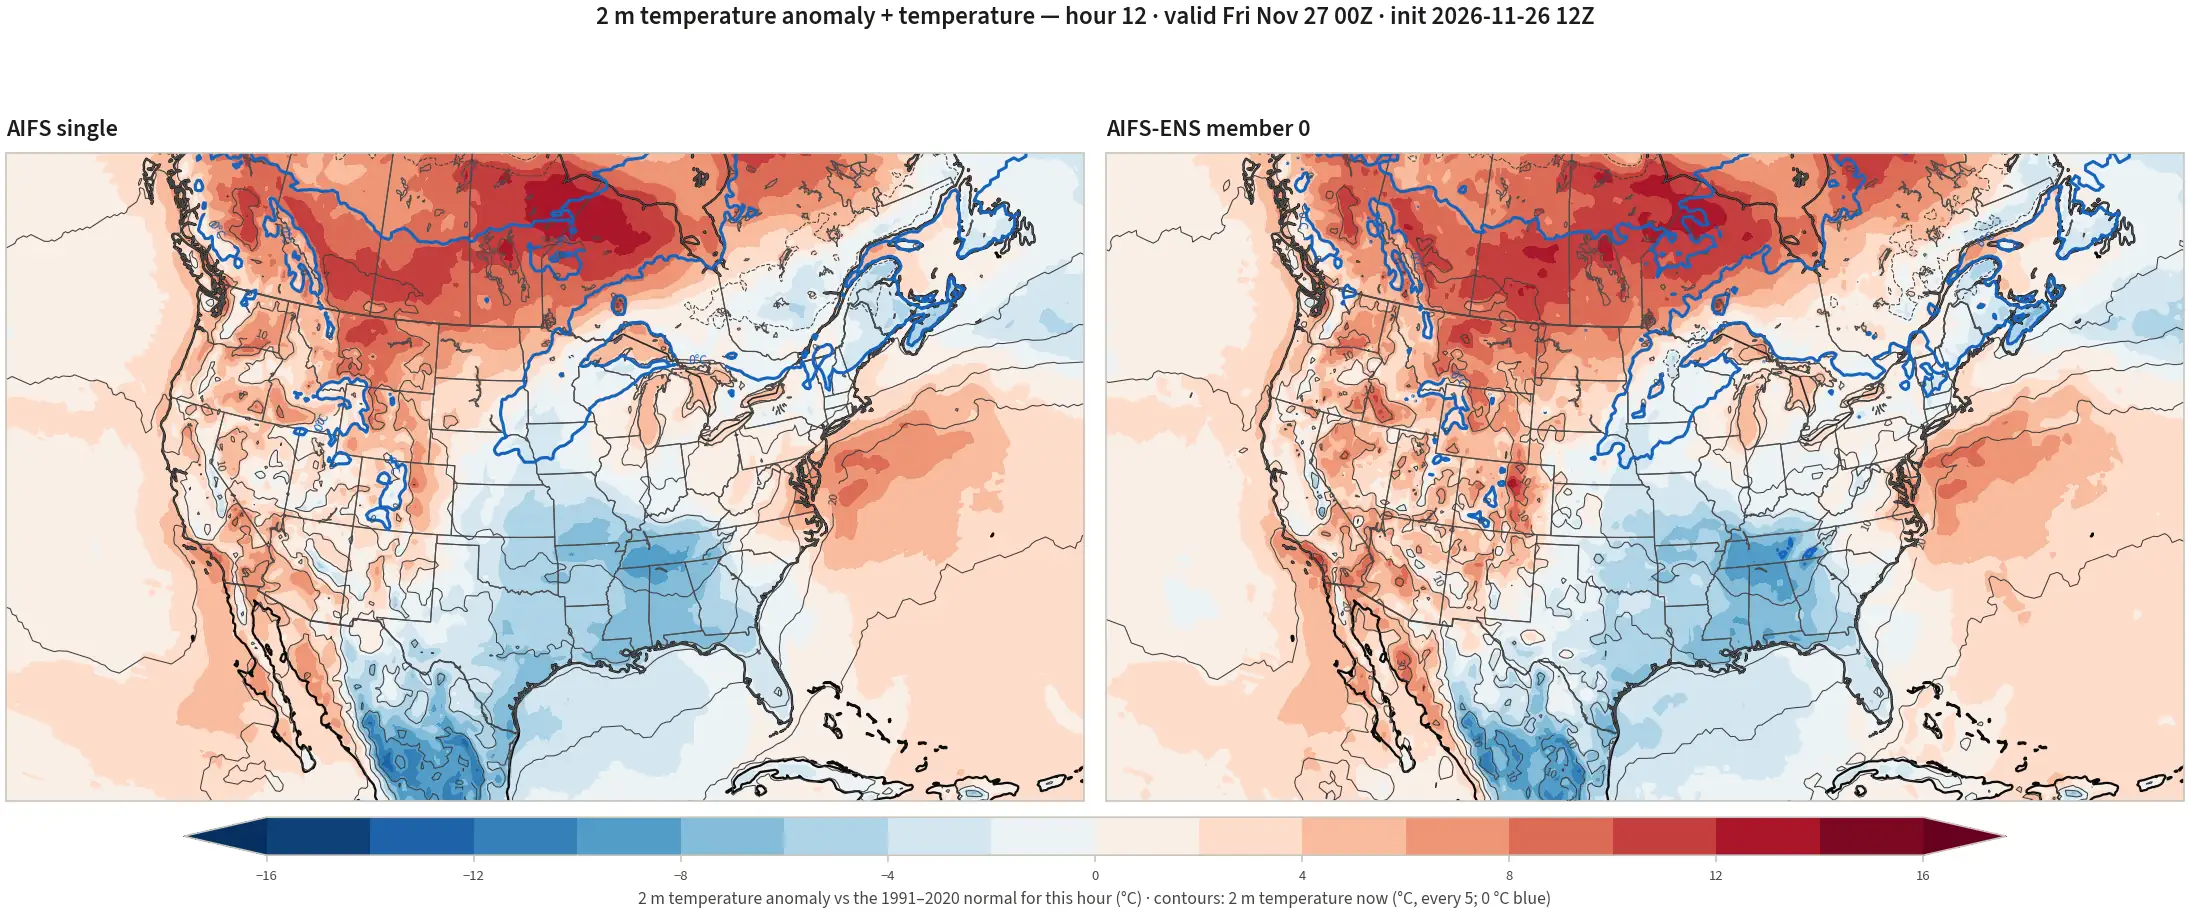 2 m temperature anomaly + temperature — hour 12 · valid Fri Nov 27 00Z · init 2026-11-26 12Z
AIFS single
AIFS-ENS member 0
−16 −12 −8 −4 0 4 8 12 16
2 m temperature anomaly vs the 1991–2020 normal for this hour (°C) · contours: 2 m temperature now (°C, every 5; 0 °C blue)